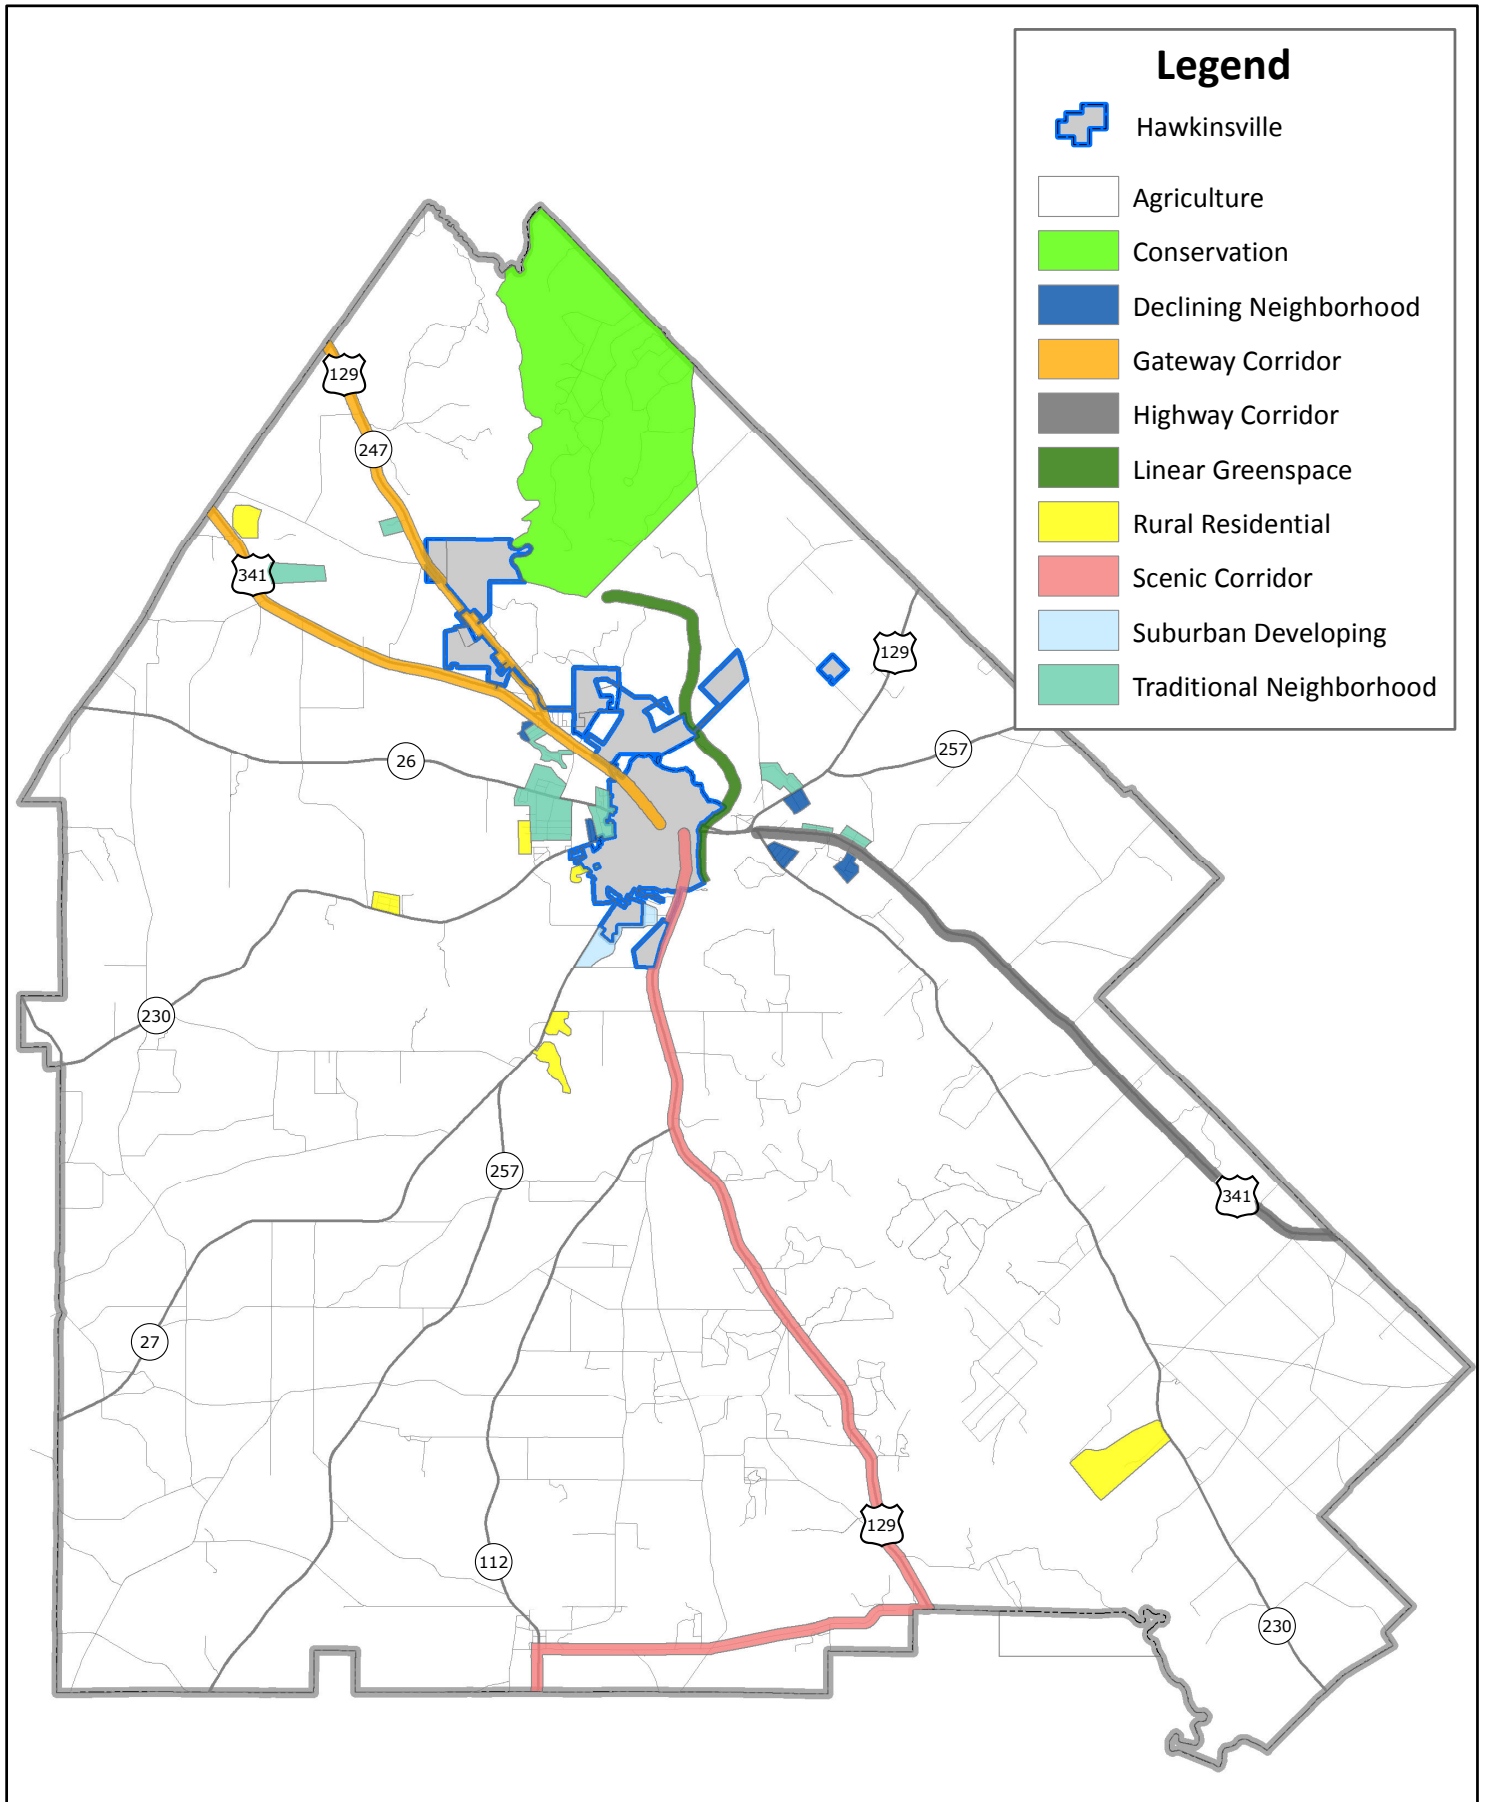 Legend
Hawkinsville
Agriculture
Conservation
Declining Neighborhood
Gateway Corridor
Highway Corridor
Linear Greenspace
Rural Residential
Scenic Corridor
Suburban Developing
Traditional Neighborhood
129
247
341
129
257
26
230
257
341
27
129
112
230